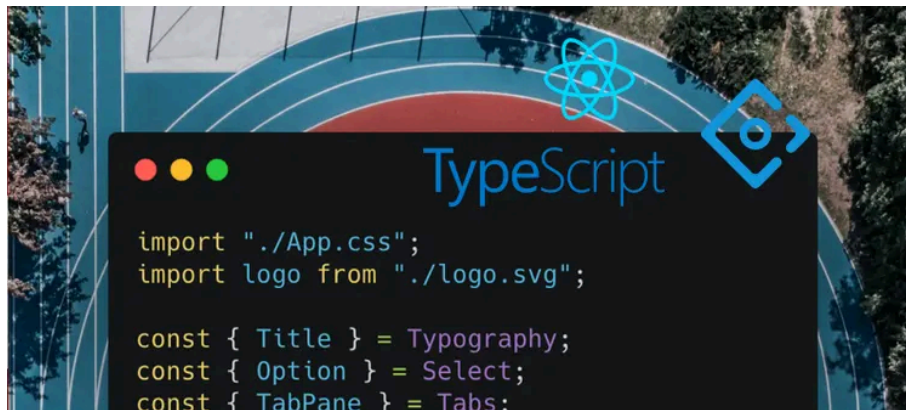 TypeScript
import "./App.css";
import logo from "./logo.svg";
const { Title } = Typography;
const { Option } = Select;
const { TabPane } = Tabs;